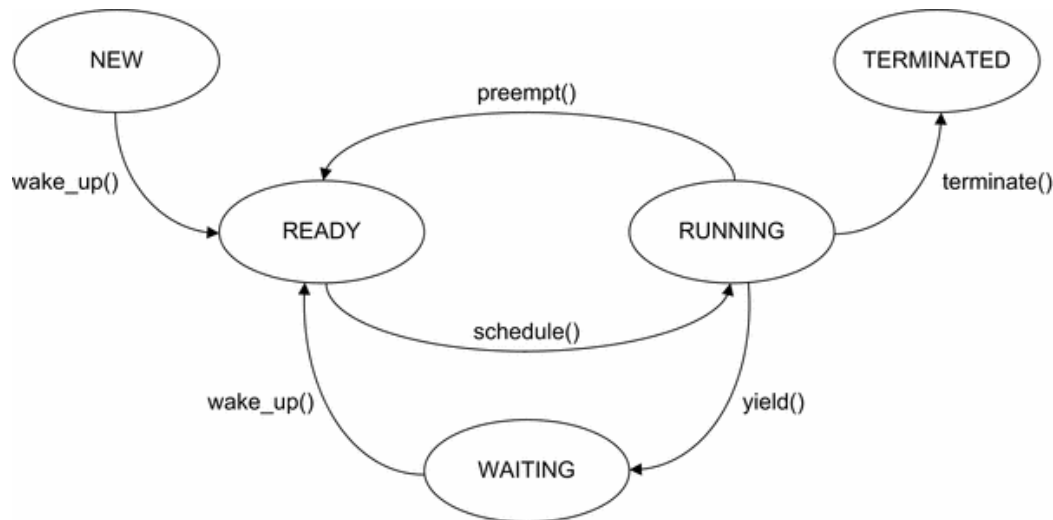 NEW
TERMINATED
preempt()
wake_up()
terminate()
READY
RUNNING
schedule()
wake_up()
yield()
WAITING